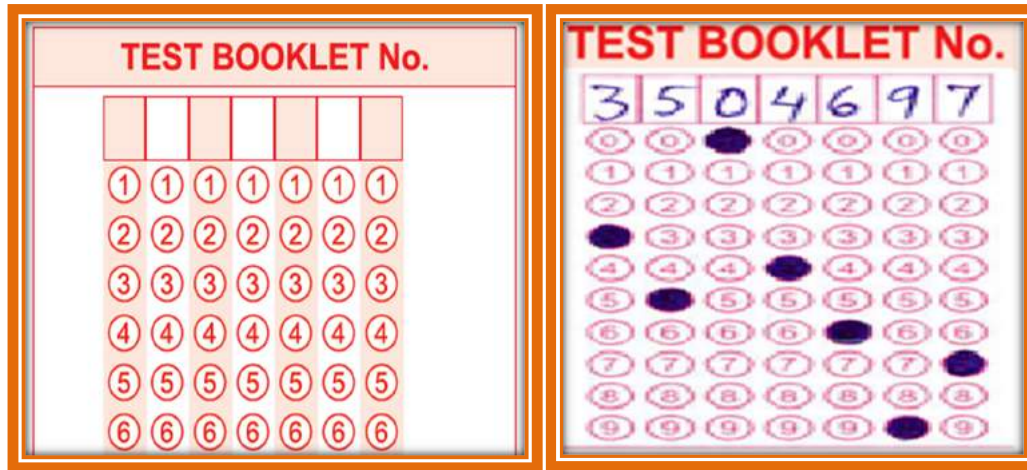 TEST BOOKLET No.
1 1 1 1 1 1 1
2 2 2 2 2 2 2
3 3 3 3 3 3 3
4 4 4 4 4 4 4
5 5 5 5 5 5 5
6 6 6 6 6 6 6
TEST BOOKLET No.
3 5 0 4 6 9 7
0 0 0 0 0 0
1 1 1 1 1 1 1
2 2 2 2 2 2 2
3 3 3 3 3 3
4 4 4 4 4 4
5 5 5 5 5 5
6 6 6 6 6 6
7 7 7 7 7 7
8 8 8 8 8 8 8
9 9 9 9 9 9